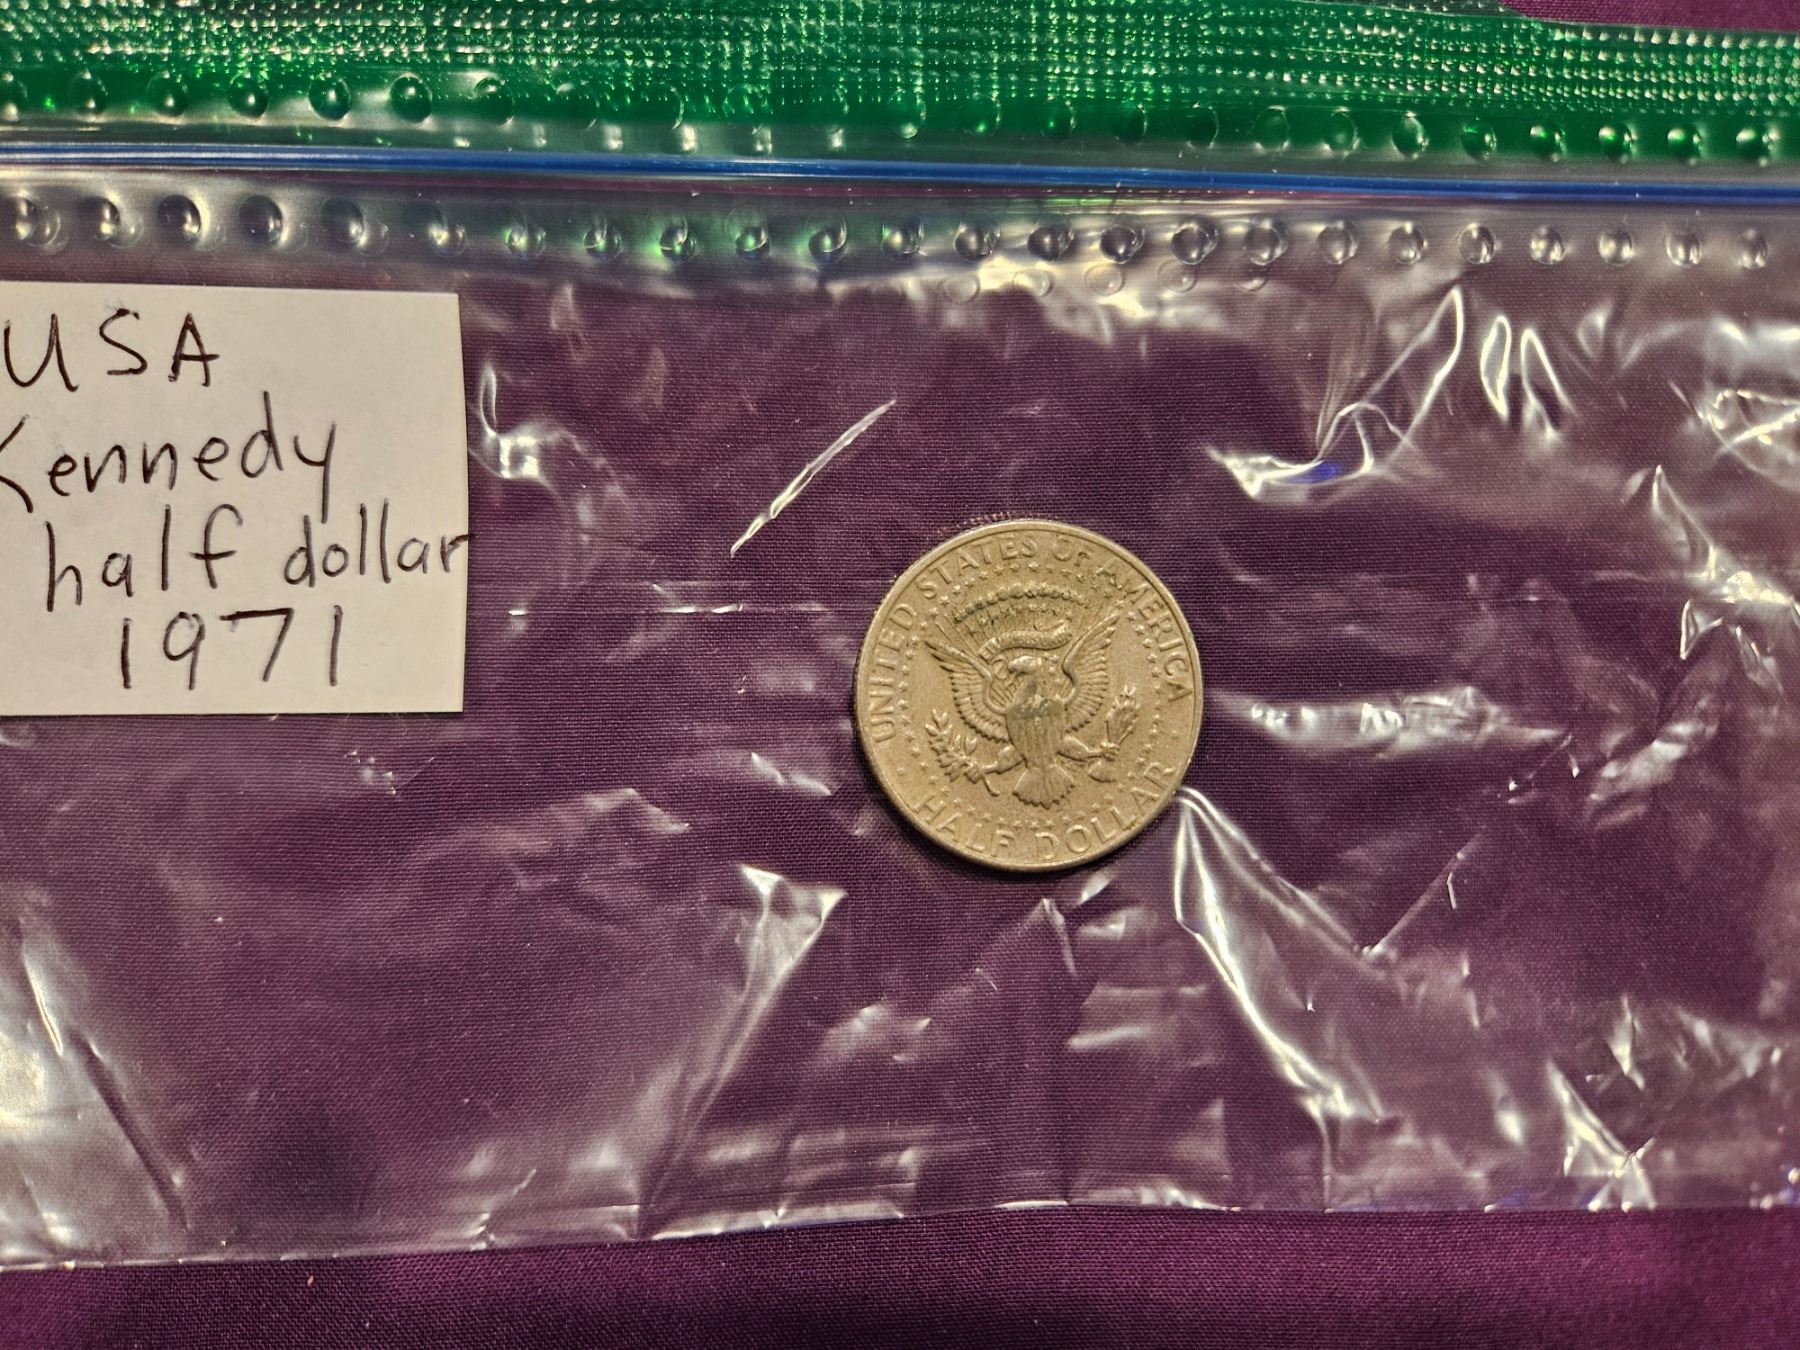 USA
Kennedy
half dollar
1971
UNITED STATES OF AMERICA
HALF DOLLAR